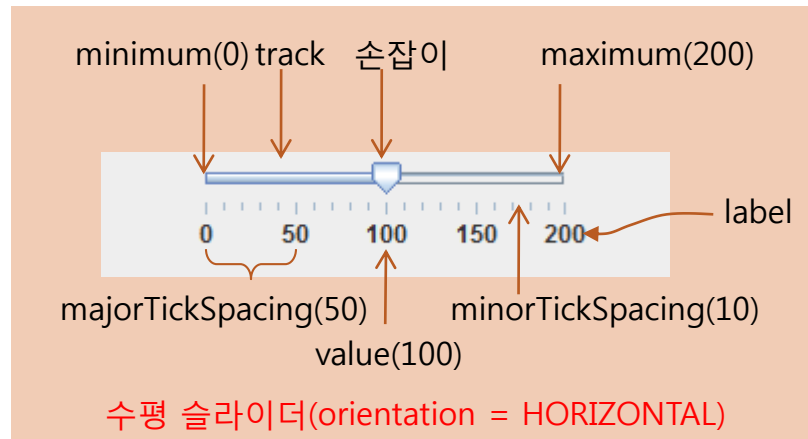 minimum(0) track 손잡이 maximum(200)
label
0 50 100 150 200
majorTickSpacing(50) minorTickSpacing(10)
value(100)
수평 슬라이더(orientation = HORIZONTAL)